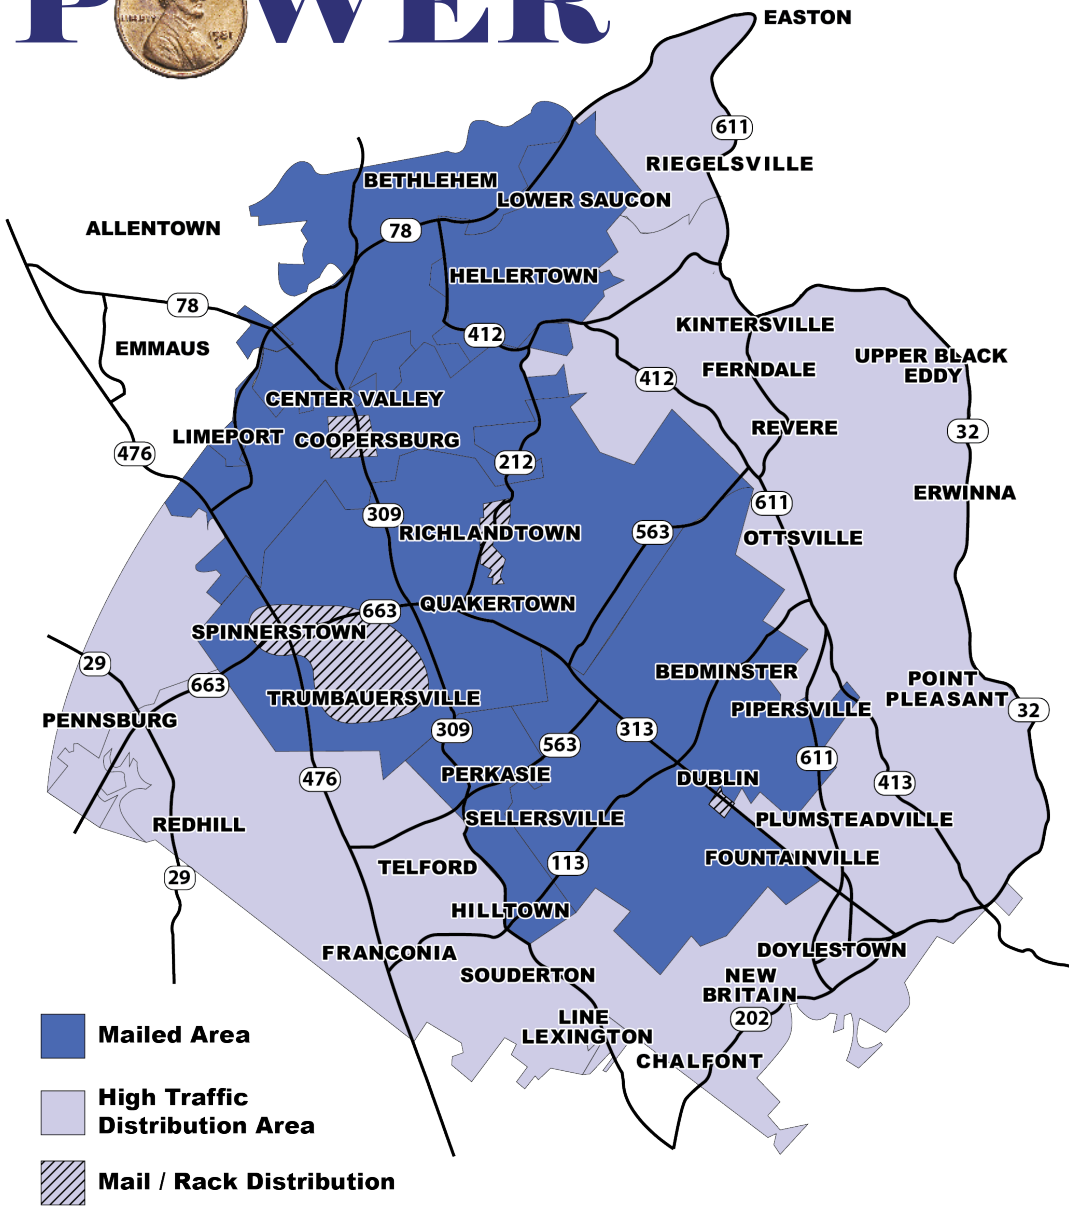 POWER
LIBERTY
1981
EASTON
611
RIEGELSVILLE
BETHLEHEM
LOWER SAUCON
ALLENTOWN
78
HELLERTOWN
78
KINTERSVILLE
412
EMMAUS
UPPER BLACK
EDDY
FERNDALE
412
CENTER VALLEY
REVERE
32
LIMEPORT
COOPERSBURG
476
212
ERWINNA
611
309
RICHLANDTOWN
563
OTTSVILLE
QUAKERTOWN
663
SPINNERSTOWN
29
BEDMINSTER
663
POINT
PLEASANT
TRUMBAUERSVILLE
PIPERSVILLE
32
PENNSBURG
309
313
563
611
PERKASIE
476
DUBLIN
413
SELLERSVILLE
PLUMSTEADVILLE
REDHILL
FOUNTAINVILLE
113
TELFORD
29
HILLTOWN
FRANCONIA
DOYLESTOWN
SOUDERTON
NEW
BRITAIN
LINE
LEXINGTON
202
CHALFONT
Mailed Area
High Traffic
Distribution Area
Mail / Rack Distribution